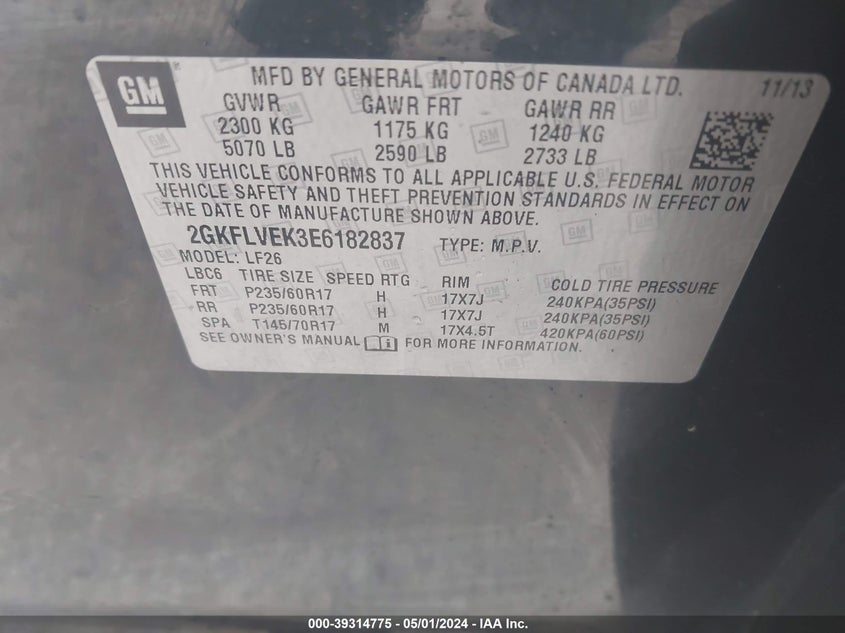 GM
MFD BY GENERAL MOTORS OF CANADA LTD. 11/13
GVWR GAWR FRT GAWR RR
2300 KG 1175 KG 1240 KG
5070 LB 2590 LB 2733 LB
THIS VEHICLE CONFORMS TO ALL APPLICABLE U.S. FEDERAL MOTOR
VEHICLE SAFETY AND THEFT PREVENTION STANDARDS IN EFFECT ON
THE DATE OF MANUFACTURE SHOWN ABOVE.
2GKFLVEK3E6182837 TYPE: M.P.V.
MODEL: LF26
LBC6 TIRE SIZE SPEED RTG RIM COLD TIRE PRESSURE
FRT P235/60R17 H 17X7J 240KPA(35PSI)
RR P235/60R17 H 17X7J 240KPA(35PSI)
SPA T145/70R17 M 17X4.5T 420KPA(60PSI)
SEE OWNER'S MANUAL FOR MORE INFORMATION.
000-39314775 - 05/01/2024 - IAA Inc.